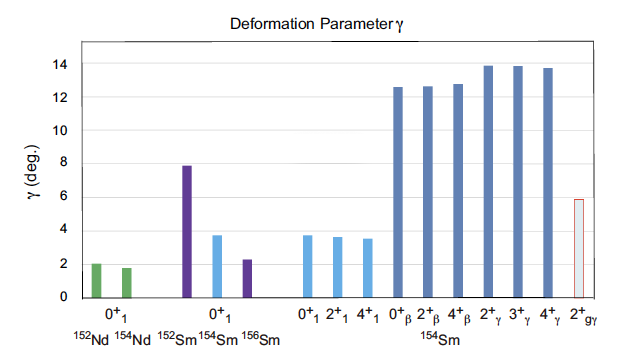 Deformation Parameter γ
γ (deg.)
14
12
10
8
6
4
2
0
0⁺₁ 0⁺₁ 0⁺₁ 2⁺₁ 4⁺₁ 0⁺ᵦ 2⁺ᵦ 4⁺ᵦ 2⁺ᵧ 3⁺ᵧ 4⁺ᵧ 2⁺gγ
¹⁵²Nd ¹⁵⁴Nd ¹⁵²Sm ¹⁵⁴Sm ¹⁵⁶Sm ¹⁵⁴Sm